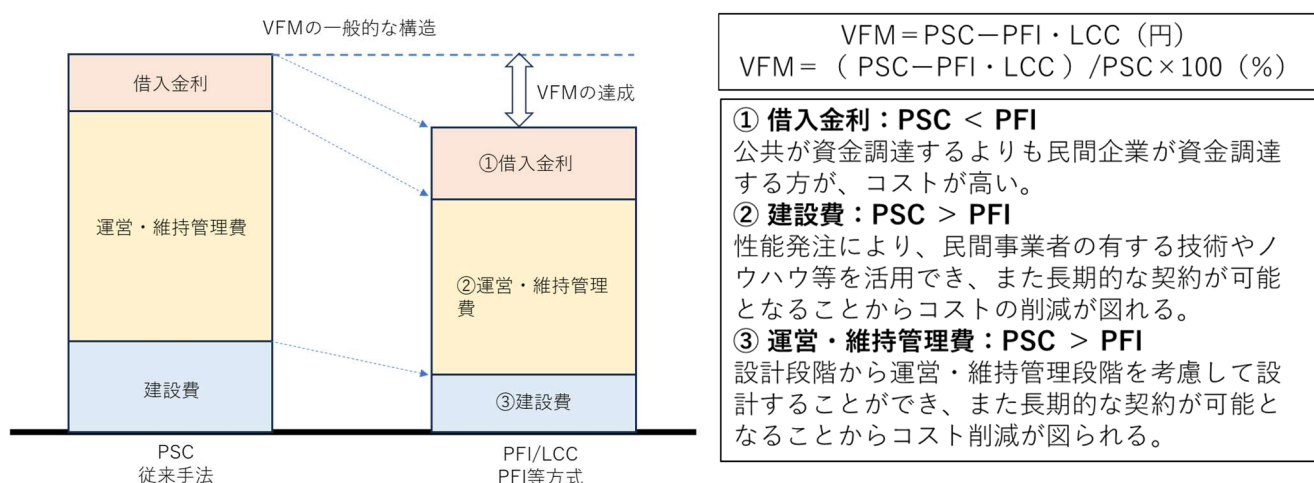 VFMの一般的な構造
借入金利
運営・維持管理費
建設費
VFMの達成
①借入金利
②運営・維持管理
費
③建設費
PSC
従来手法
PFI/LCC
PFI等方式
VFM＝PSC－PFI・LCC（円）
VFM＝（PSC－PFI・LCC）/PSC×100（%）
① 借入金利：PSC ＜ PFI
公共が資金調達するよりも民間企業が資金調達
する方が、コストが高い。
② 建設費：PSC ＞ PFI
性能発注により、民間事業者の有する技術やノ
ウハウ等を活用でき、また長期的な契約が可能
となることからコストの削減が図れる。
③ 運営・維持管理費：PSC ＞ PFI
設計段階から運営・維持管理段階を考慮して設
計することができ、また長期的な契約が可能と
なることからコスト削減が図られる。